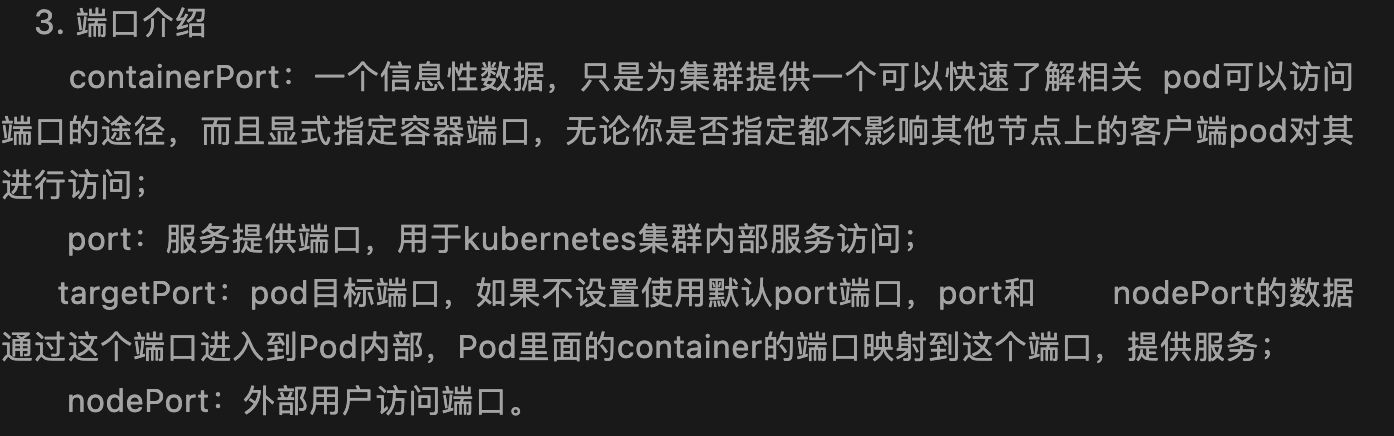 3. 端口介绍
containerPort：一个信息性数据，只是为集群提供一个可以快速了解相关 pod可以访问
端口的途径，而且显式指定容器端口，无论你是否指定都不影响其他节点上的客户端pod对其
进行访问；
port：服务提供端口，用于kubernetes集群内部服务访问；
targetPort：pod目标端口，如果不设置使用默认port端口，port和 nodePort的数据
通过这个端口进入到Pod内部，Pod里面的container的端口映射到这个端口，提供服务；
nodePort：外部用户访问端口。